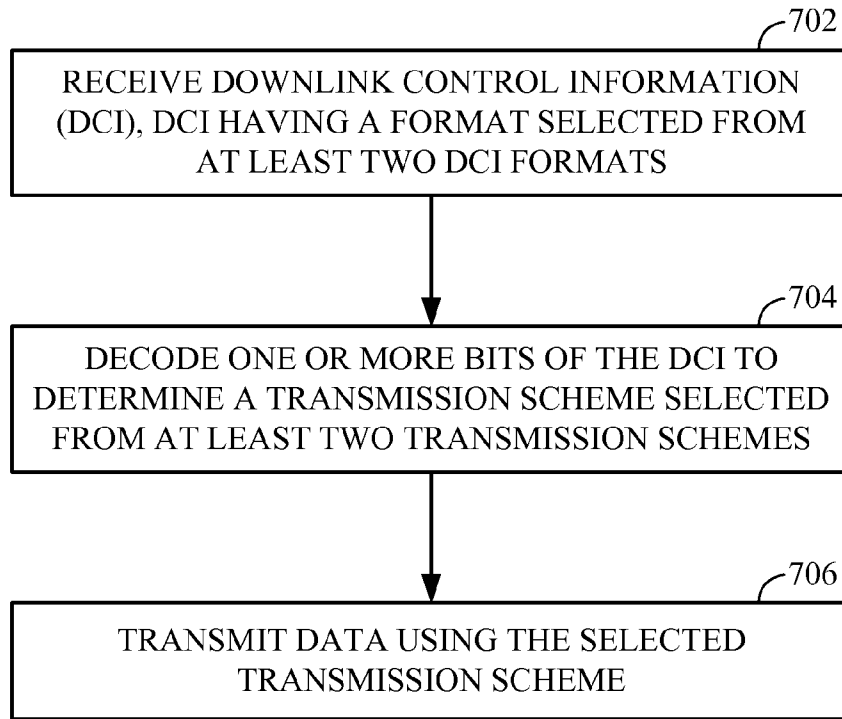 702
RECEIVE DOWNLINK CONTROL INFORMATION
(DCI), DCI HAVING A FORMAT SELECTED FROM
AT LEAST TWO DCI FORMATS
704
DECODE ONE OR MORE BITS OF THE DCI TO
DETERMINE A TRANSMISSION SCHEME SELECTED
FROM AT LEAST TWO TRANSMISSION SCHEMES
706
TRANSMIT DATA USING THE SELECTED
TRANSMISSION SCHEME